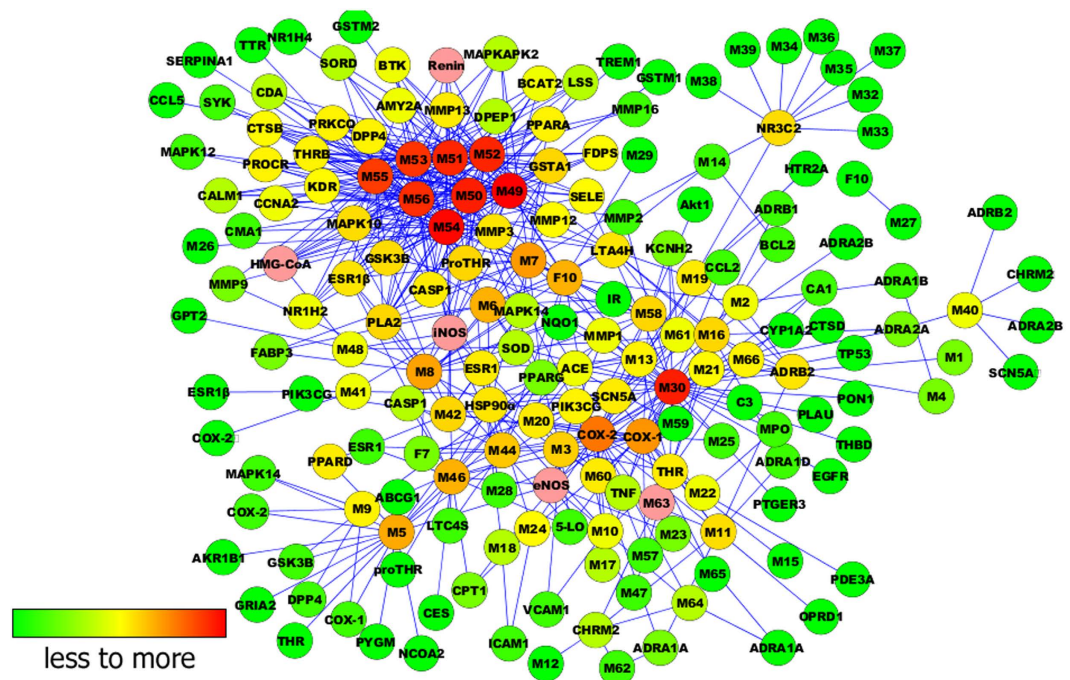 GSTM2
NR1H4
TTR
SERPINA1
SORD
BTK
Renin
MAPKAPK2
BCAT2
LSS
TREM1
GSTM1
M39
M34
M36
M37
M38
M35
M32
M33
NR3C2
CCL5
SYK
CDA
AMY2A
MMP13
DPEP1
PPARA
MMP16
CTSB
PRKCQ
DPP4
MAPK12
PROCR
THRB
M53
M51
M52
GSTA1
FDPS
M29
M14
HTR2A
F10
CALM1
CCNA2
KDR
M55
M56
M50
M49
SELE
Akt1
ADRB1
M27
ADRB2
M26
CMA1
MAPK10
M54
MMP3
MMP12
MMP2
KCNH2
BCL2
ADRA2B
HMG-CoA
MMP9
ESR1β
GSK3B
ProTHR
M7
F10
LTA4H
M19
CCL2
CA1
ADRA1B
CHRM2
GPT2
NR1H2
PLA2
CASP1
M6
MAPK14
IR
M58
M2
M40
ADRA2B
FABP3
M48
iNOS
NQO1
MMP1
M61
M16
CYP1A2
CTSD
ADRA2A
M1
SCN5A
ESR1β
PIK3CG
M41
M8
SOD
ESR1
PPARG
ACE
M13
M21
M66
ADRB2
TP53
M4
COX-2
CASP1
M42
HSP90α
PIK3CG
SCN5A
M30
C3
PLAU
PON1
M20
M59
MPO
THBD
MAPK14
PPARD
ESR1
F7
M44
M3
COX-2
COX-1
M25
ADRA1D
EGFR
COX-2
M9
ABCG1
M46
M28
eNOS
M60
TNF
THR
M63
M22
PTGER3
AKR1B1
GSK3B
M5
LTC4S
M24
5-LO
M10
M23
M11
GRIA2
DPP4
proTHR
M18
M17
M57
M65
M15
PDE3A
THR
COX-1
PYGM
NCOA2
CES
CPT1
ICAM1
VCAM1
M47
M64
OPRD1
M12
CHRM2
M62
ADRA1A
ADRA1A
less to more